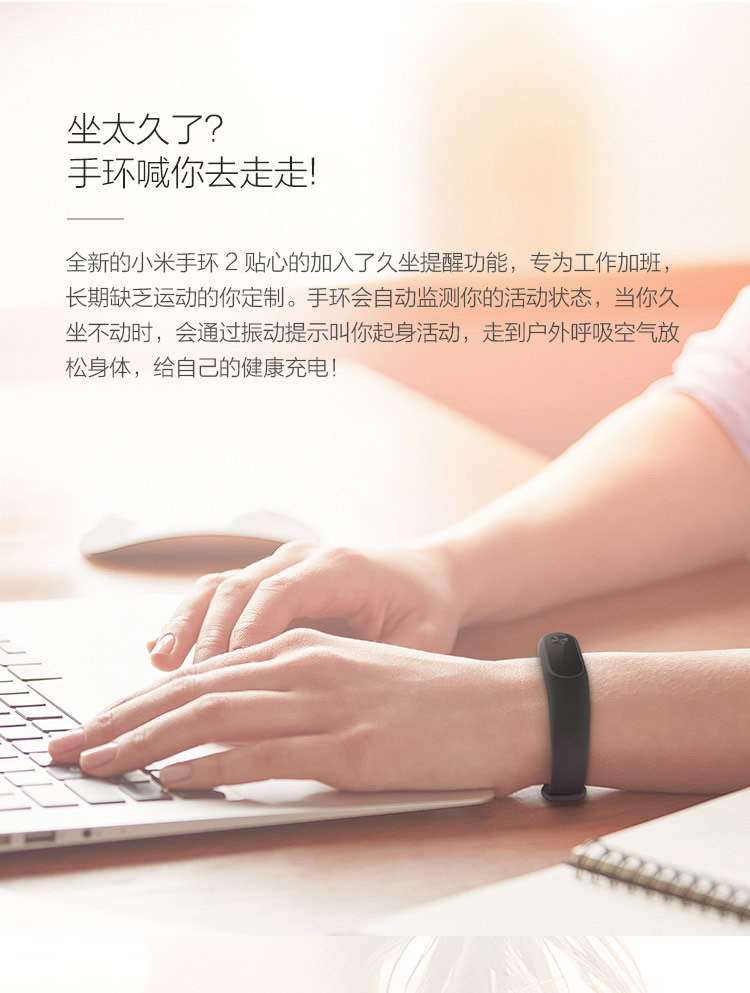 坐太久了?
手环喊你去走走!
全新的小米手环 2 贴心的加入了久坐提醒功能，专为工作加班，
长期缺乏运动的你定制。手环会自动监测你的活动状态，当你久
坐不动时，会通过振动提示叫你起身活动，走到户外呼吸空气放
松身体，给自己的健康充电！